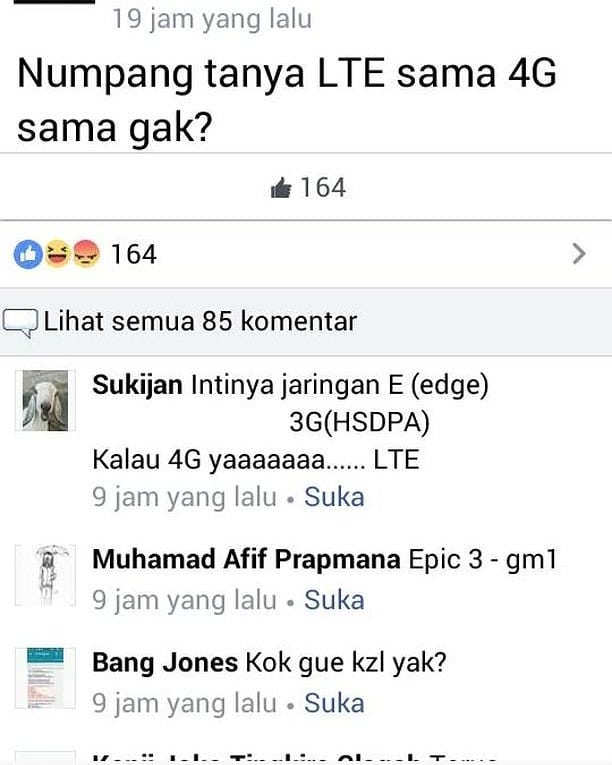 19 jam yang lalu
Numpang tanya LTE sama 4G
sama gak?
164
164
Lihat semua 85 komentar
Sukijan Intinya jaringan E (edge)
3G(HSDPA)
Kalau 4G yaaaaaaa...... LTE
9 jam yang lalu • Suka
Muhamad Afif Prapmana Epic 3 - gm1
9 jam yang lalu • Suka
Bang Jones Kok gue kzl yak?
9 jam yang lalu • Suka